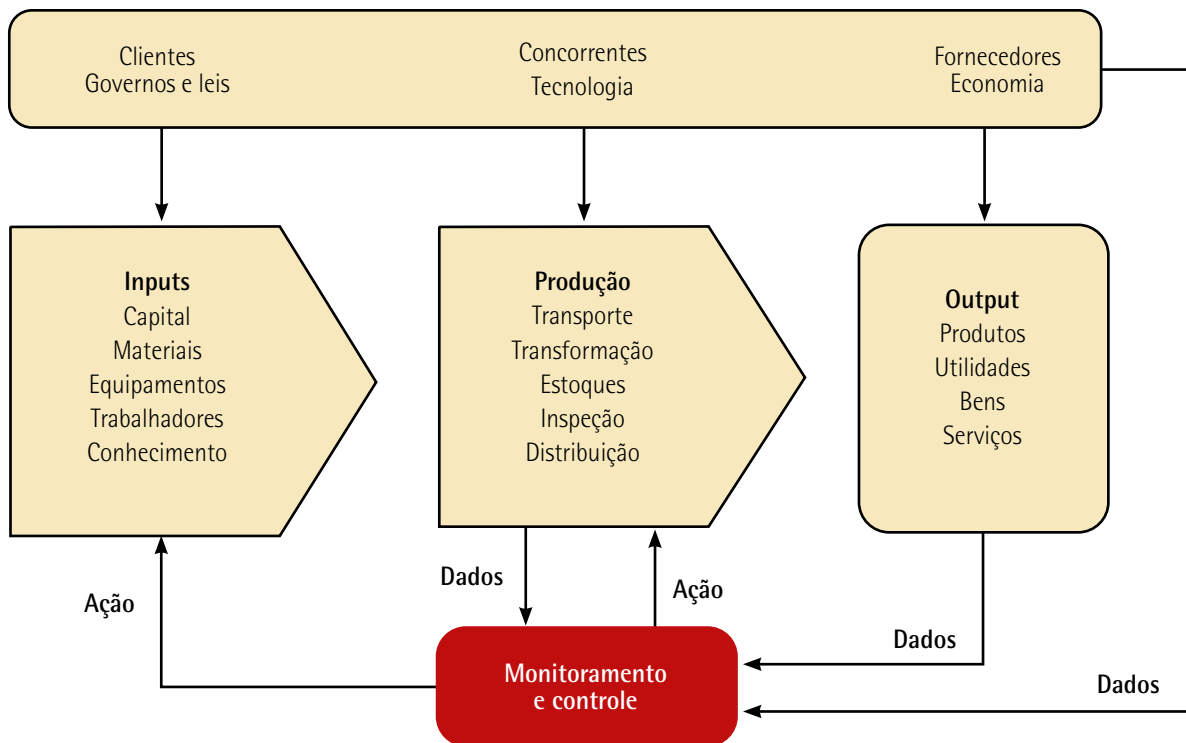 Clientes
Governos e leis
Concorrentes
Tecnologia
Fornecedores
Economia
Inputs
Capital
Materiais
Equipamentos
Trabalhadores
Conhecimento
Produção
Transporte
Transformação
Estoques
Inspeção
Distribuição
Output
Produtos
Utilidades
Bens
Serviços
Ação
Dados
Ação
Dados
Dados
Monitoramento
e controle